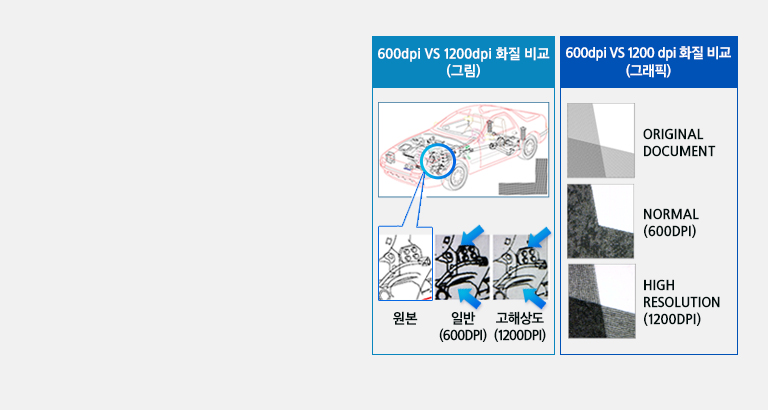 600dpi VS 1200dpi 화질 비교
(그림)
원본
일반
(600DPI)
고해상도
(1200DPI)
600dpi VS 1200 dpi 화질 비교
(그래픽)
ORIGINAL
DOCUMENT
NORMAL
(600DPI)
HIGH
RESOLUTION
(1200DPI)